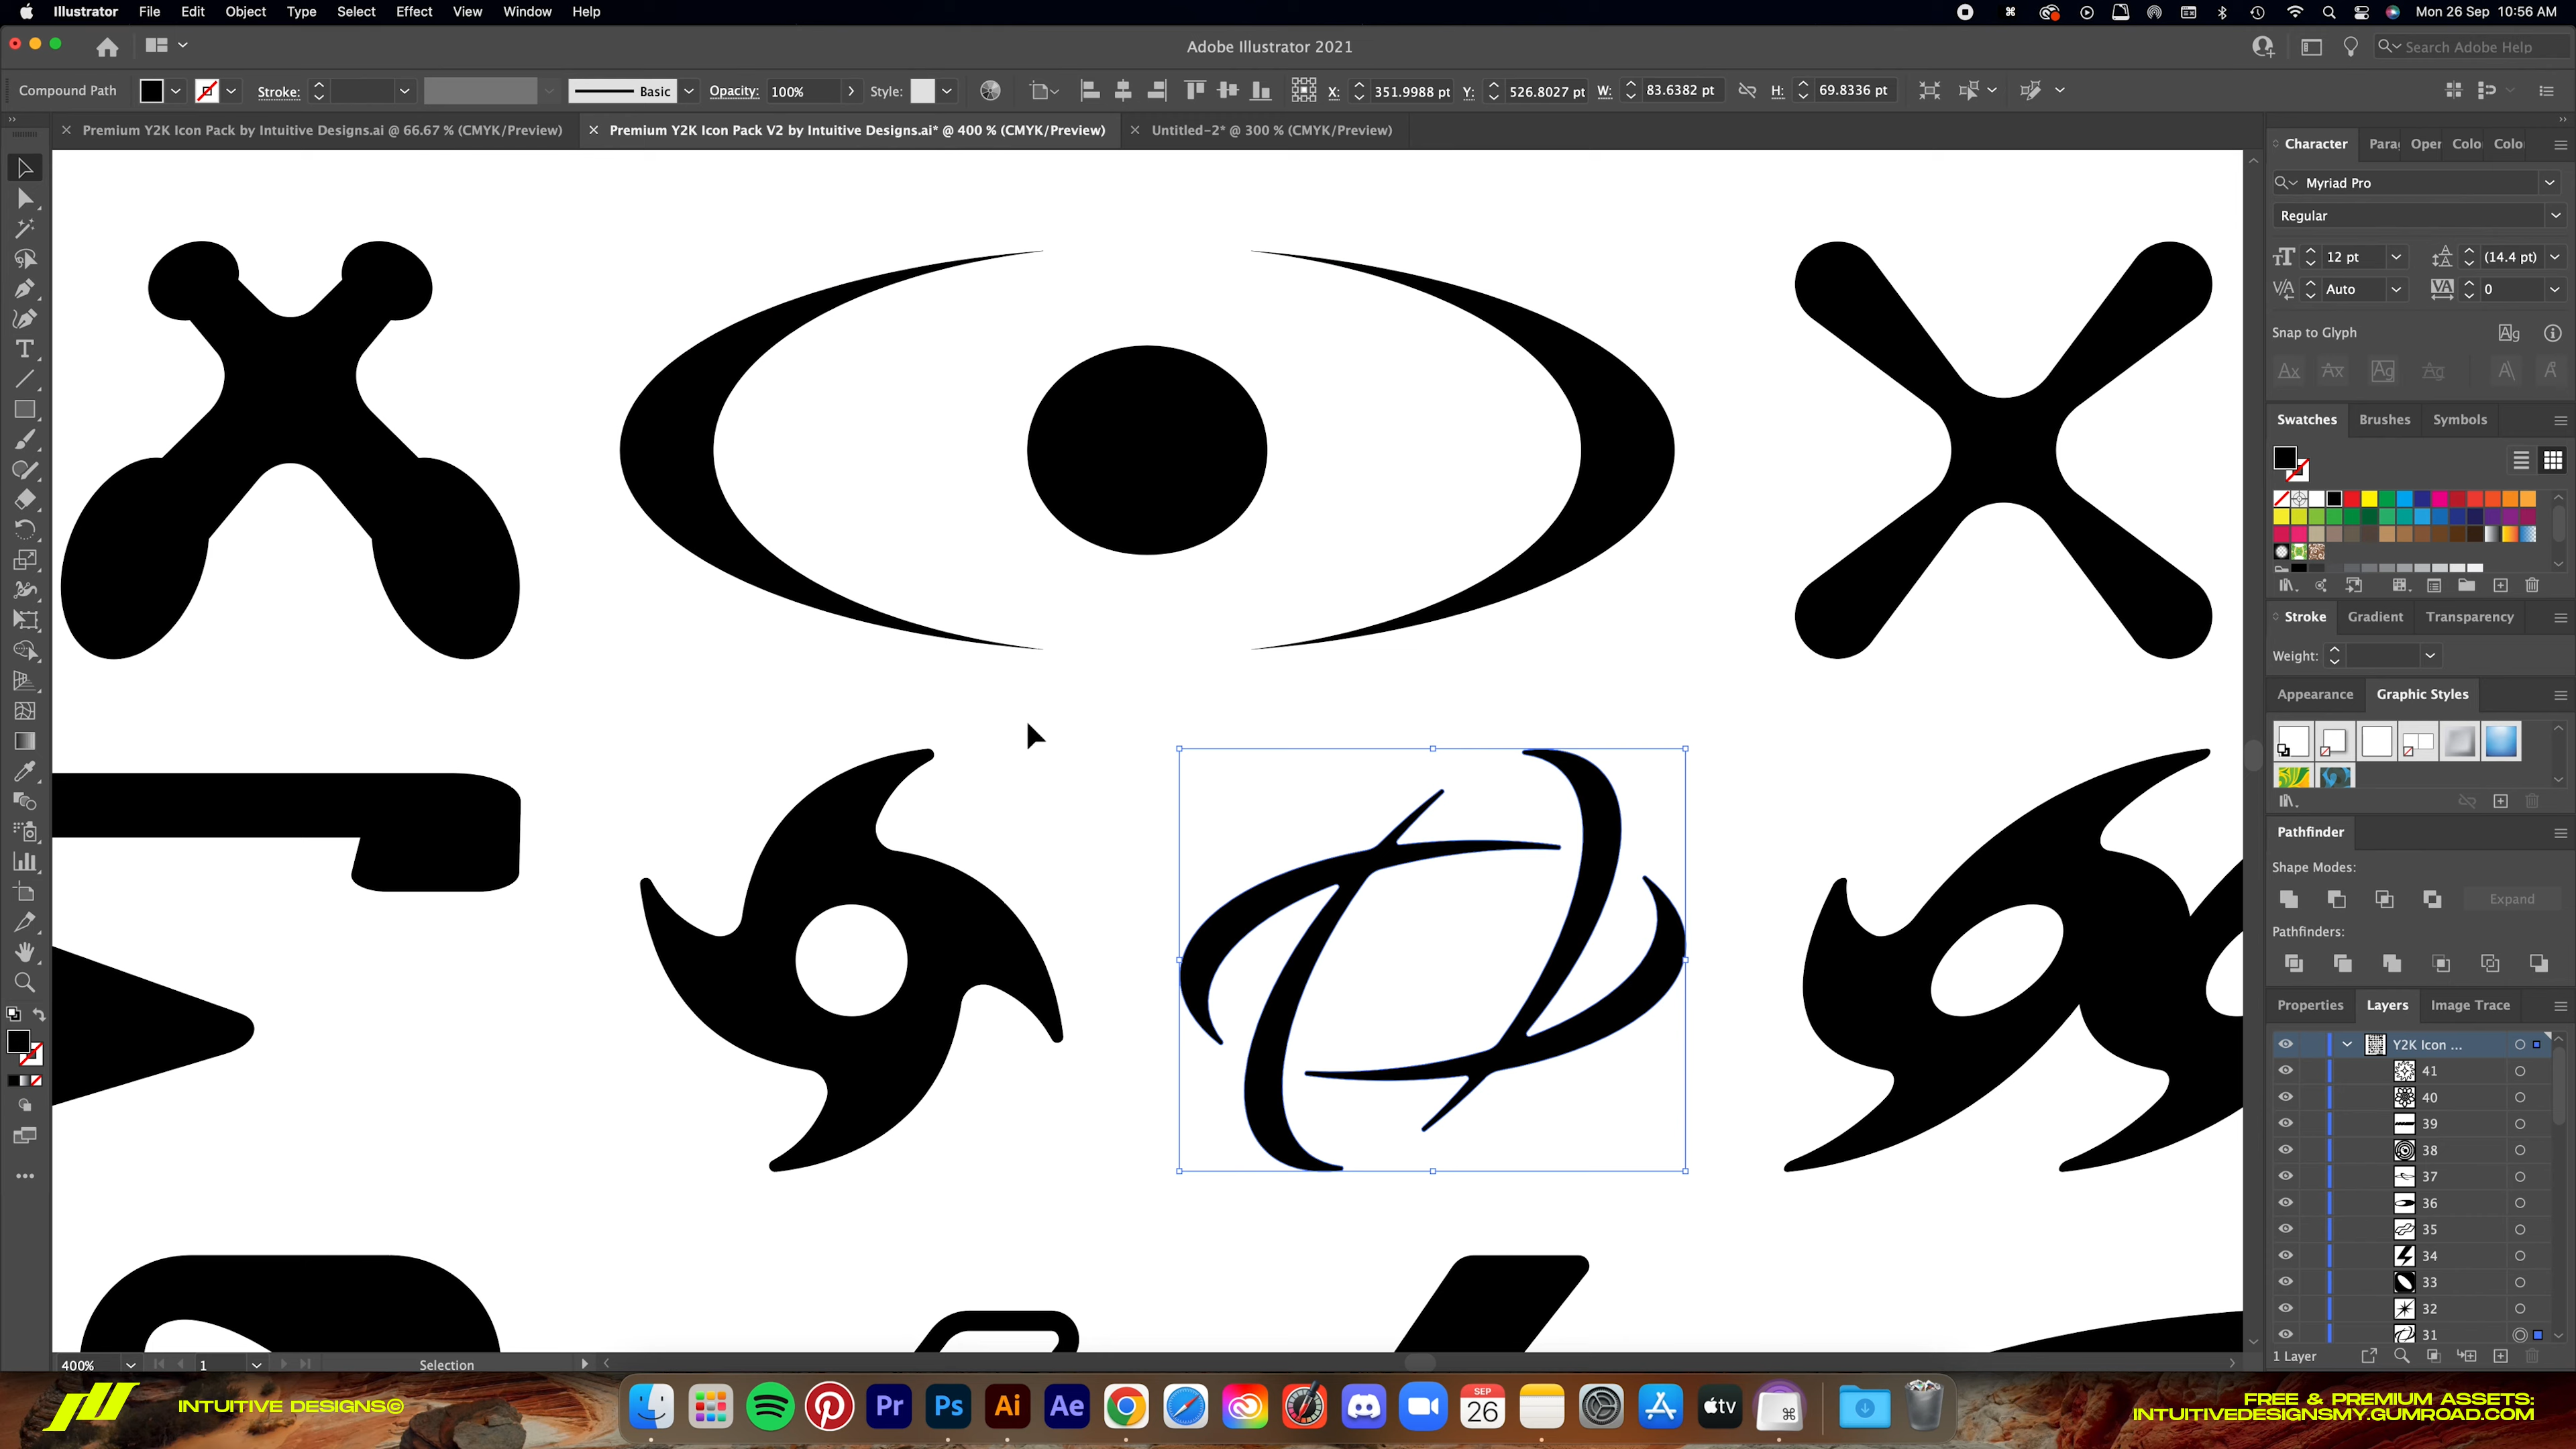 Illustrator File Edit Object Type Select Effect View Window Help
Mon 26 Sep 10:56 AM
Adobe Illustrator 2021
Search Adobe Help
Compound Path Stroke: Basic Opacity: 100% Style: X: 351.9988 pt Y: 526.8027 pt W: 83.6382 pt H: 69.8336 pt
Premium Y2K Icon Pack by Intuitive Designs.ai @ 66.67 % (CMYK/Preview)
Premium Y2K Icon Pack V2 by Intuitive Designs.ai* @ 400 % (CMYK/Preview)
Untitled-2* @ 300 % (CMYK/Preview)
Character Para Oper Colo Colo
Myriad Pro
Regular
12 pt (14.4 pt)
Auto 0
Snap to Glyph
Swatches Brushes Symbols
Stroke Gradient Transparency
Weight:
Appearance Graphic Styles
Pathfinder
Shape Modes:
Expand
Pathfinders:
Properties Layers Image Trace
Y2K Icon ...
41
40
39
38
37
36
35
34
33
32
31
1 Layer
400% 1 Selection
INTUITIVE DESIGNS©
Pr Ps Ai Ae SEP 26 tv
FREE & PREMIUM ASSETS:
INTUITIVEDESIGNSMY.GUMROAD.COM